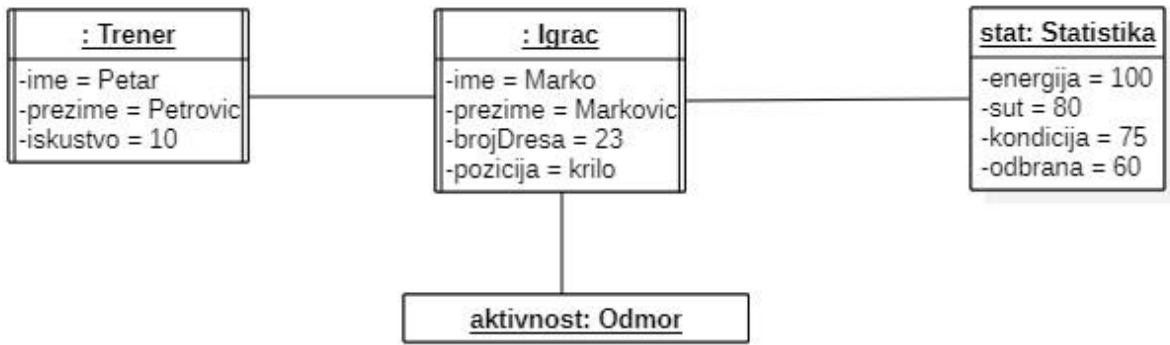 : Trener
-ime = Petar
-prezime = Petrovic
-iskustvo = 10
: Igrac
-ime = Marko
-prezime = Markovic
-brojDresa = 23
-pozicija = krilo
stat: Statistika
-energija = 100
-sut = 80
-kondicija = 75
-odbrana = 60
aktivnost: Odmor